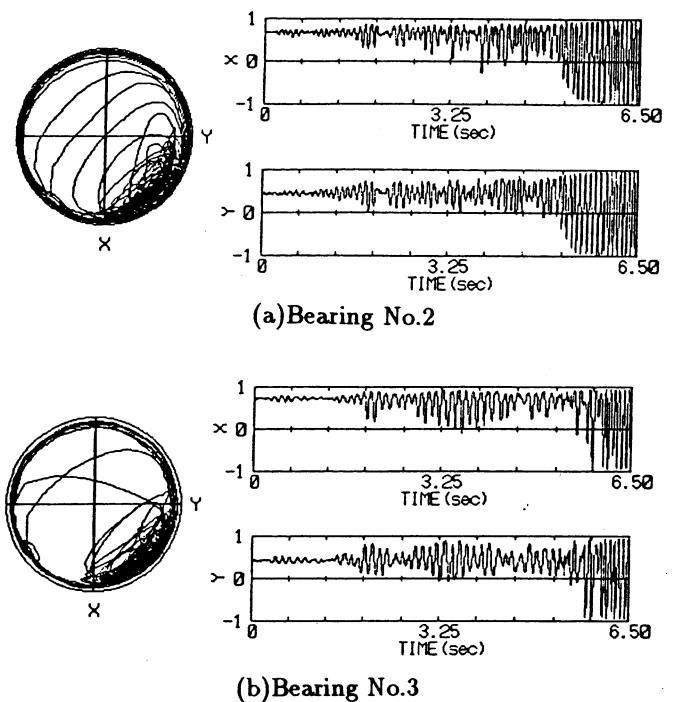 1
X 0
-1
3.25
6.50
TIME(sec)
Y
X
1
Y 0
-1
0
3.25
6.50
TIME(sec)
(a)Bearing No.2
1
X 0
-1
0
3.25
6.50
TIME(sec)
Y
X
1
Y 0
-1
0
3.25
6.50
TIME(sec)
(b)Bearing No.3